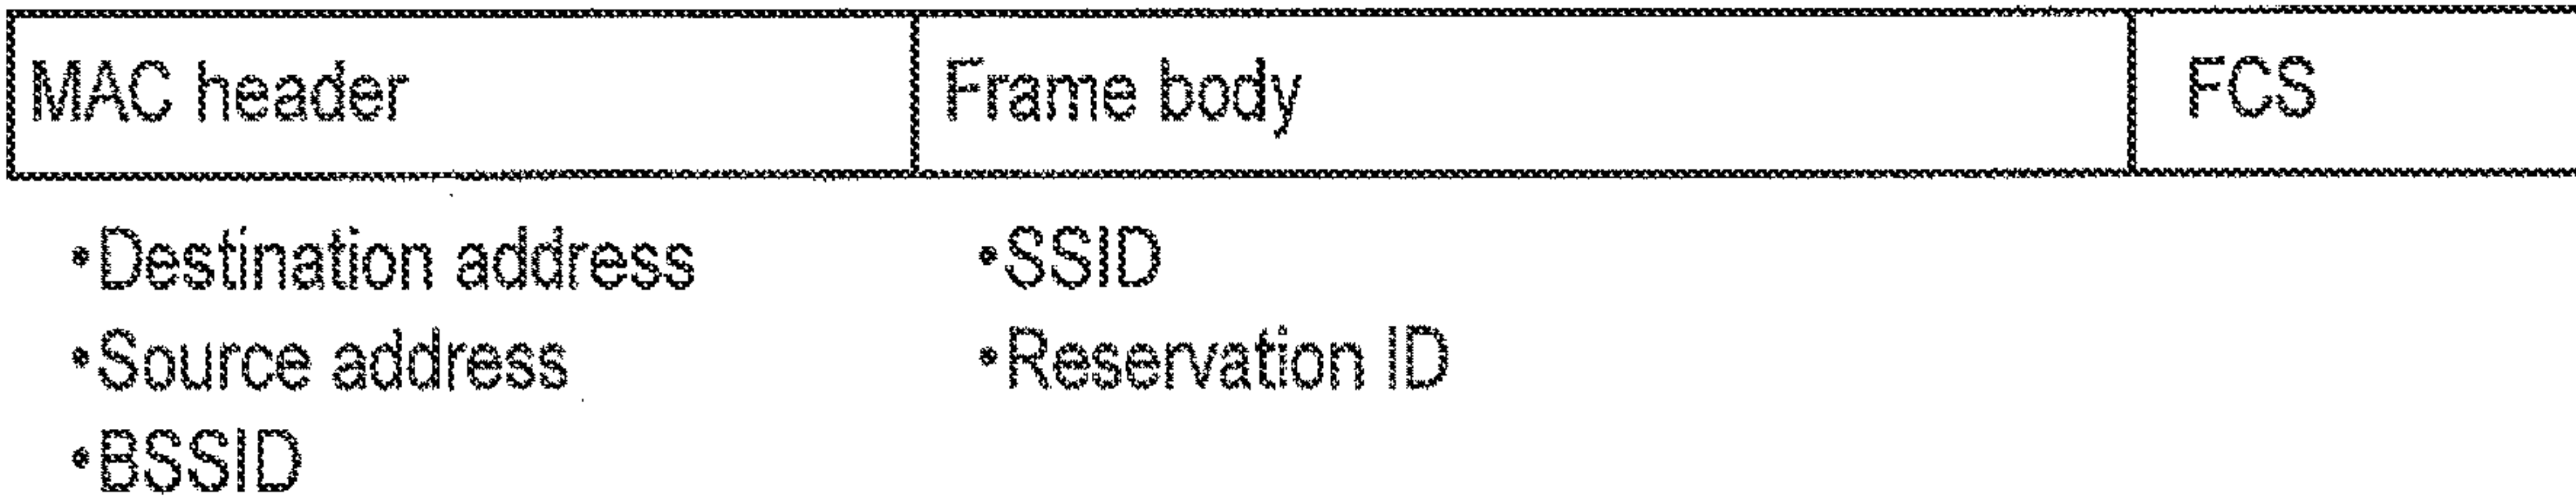 MAC header Frame body FCS
•Destination address •SSID
•Source address •Reservation ID
•BSSID